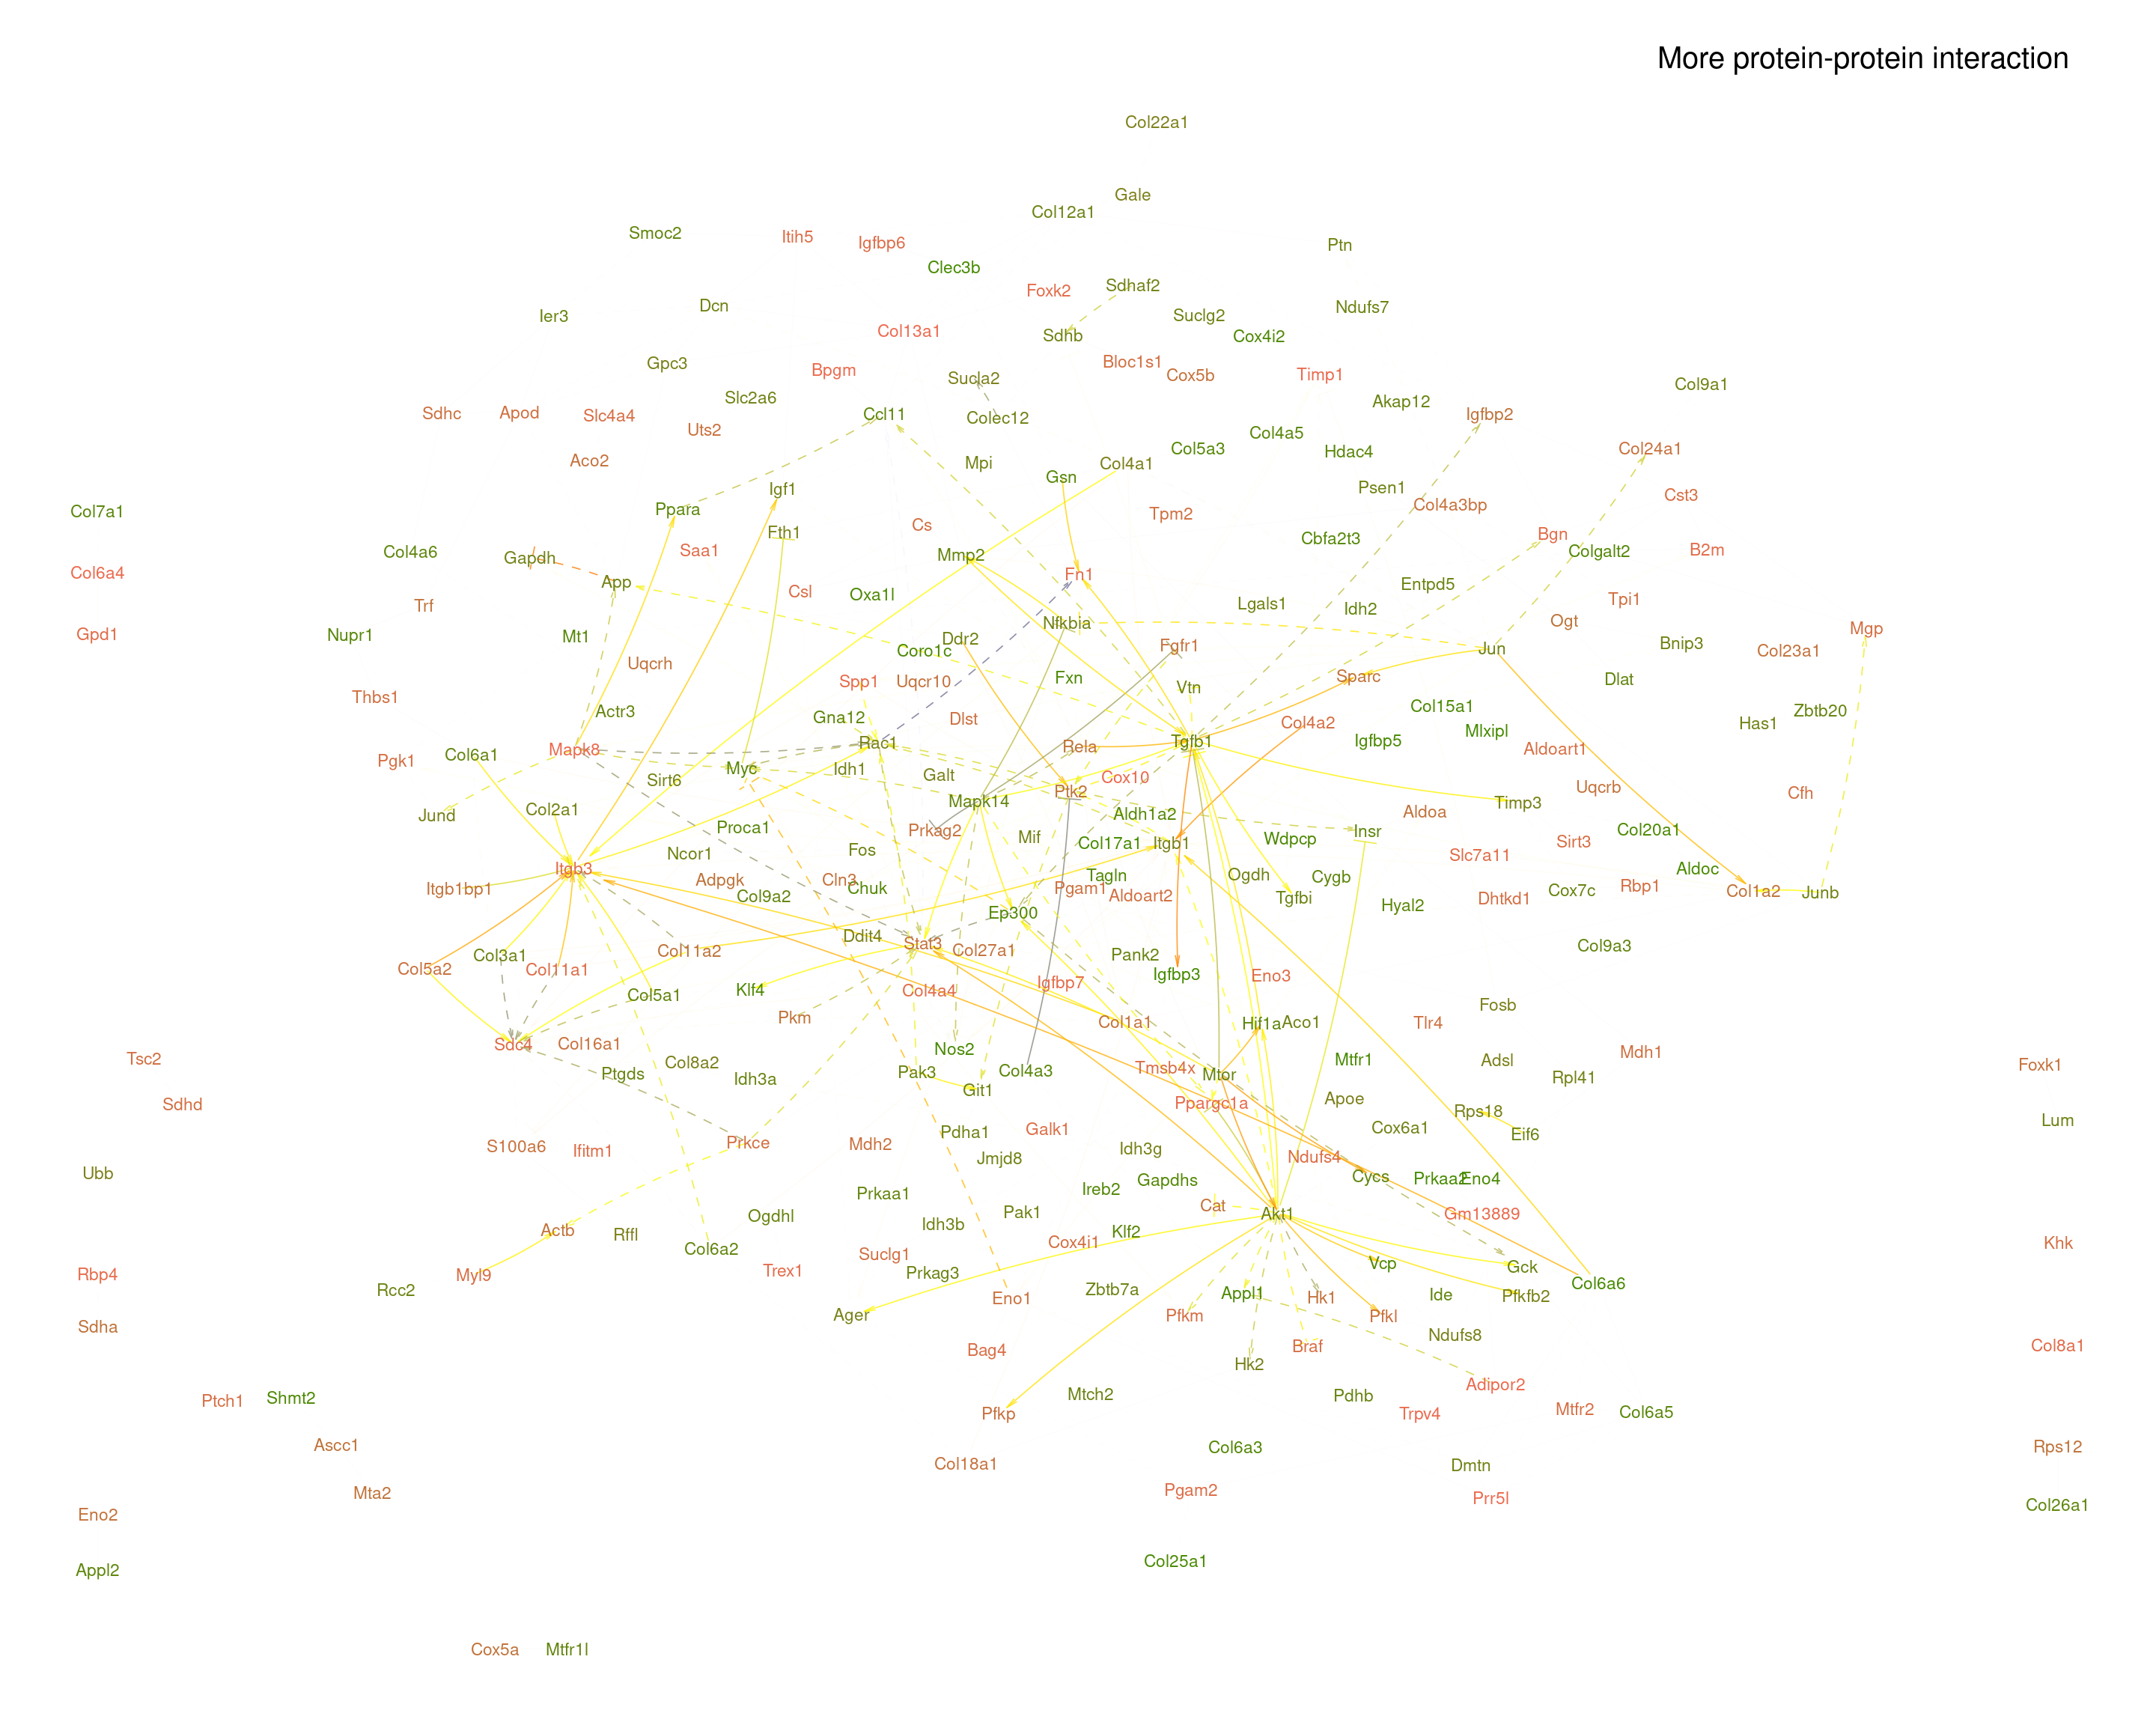 More protein-protein interaction
Col22a1
Gale
Col12a1
Smoc2
Itih5
Igfbp6
Ptn
Clec3b
Foxk2
Sdhaf2
Dcn
Ndufs7
Ier3
Suclg2
Col13a1
Sdhb
Cox4i2
Gpc3
Bloc1s1
Bpgm
Cox5b
Timp1
Sucla2
Col9a1
Slc2a6
Akap12
Sdhc
Apod
Slc4a4
Ccl11
Colec12
Igfbp2
Uts2
Col4a5
Col5a3
Hdac4
Col24a1
Aco2
Mpi
Col4a1
Gsn
Igf1
Psen1
Cst3
Col4a3bp
Col7a1
Ppara
Tpm2
Cs
Fth1
Bgn
Cbfa2t3
Col4a6
Gapdh
Saa1
Mmp2
Colgalt2
B2m
Col6a4
App
Fn1
Entpd5
Csl
Oxa1l
Trf
Lgals1
Idh2
Tpi1
Ogt
Nfkbia
Mgp
Gpd1
Nupr1
Mt1
Ddr2
Fgfr1
Bnip3
Coro1c
Jun
Col23a1
Uqcrh
Fxn
Sparc
Dlat
Spp1
Uqcr10
Vtn
Thbs1
Col15a1
Actr3
Gna12
Dlst
Col4a2
Mlxipl
Has1
Zbtb20
Rac1
Rela
Tgfb1
Igfbp5
Aldoart1
Mapk8
Col6a1
Pgk1
Myc
Idh1
Galt
Cox10
Sirt6
Ptk2
Uqcrb
Cfh
Mapk14
Timp3
Col2a1
Jund
Aldh1a2
Aldoa
Proca1
Prkag2
Mif
Insr
Col20a1
Wdpcp
Col17a1
Itgb1
Sirt3
Ncor1
Fos
Slc7a11
Itgb3
Aldoc
Tagln
Ogdh
Cygb
Adpgk
Cln3
Itgb1bp1
Chuk
Pgam1
Rbp1
Cox7c
Col1a2
Junb
Col9a2
Aldoart2
Tgfbi
Dhtkd1
Hyal2
Ep300
Ddit4
Stat3
Col9a3
Col11a2
Col27a1
Col3a1
Pank2
Col5a2
Col11a1
Igfbp3
Eno3
Igfbp7
Col5a1
Klf4
Col4a4
Fosb
Pkm
Col1a1
Hif1a
Aco1
Tlr4
Sdc4
Col16a1
Nos2
Mdh1
Tsc2
Col8a2
Mtfr1
Adsl
Foxk1
Ptgds
Idh3a
Pak3
Col4a3
Tmsb4x
Mtor
Rpl41
Git1
Sdhd
Ppargc1a
Apoe
Rps18
Lum
Cox6a1
Eif6
Pdha1
Galk1
S100a6
Ifitm1
Prkce
Mdh2
Idh3g
Jmjd8
Ndufs4
Ubb
Cycs
Prkaa2
Eno4
Gapdhs
Ireb2
Prkaa1
Cat
Akt1
Pak1
Gm13889
Ogdhl
Idh3b
Actb
Rffl
Klf2
Cox4i1
Khk
Col6a2
Suclg1
Vcp
Gck
Trex1
Prkag3
Rbp4
Myl9
Col6a6
Rcc2
Zbtb7a
Appl1
Eno1
Hk1
Ide
Pfkfb2
Ager
Pfkm
Pfkl
Sdha
Ndufs8
Bag4
Braf
Col8a1
Hk2
Adipor2
Mtch2
Pdhb
Ptch1
Shmt2
Pfkp
Trpv4
Mtfr2
Col6a5
Ascc1
Col6a3
Rps12
Col18a1
Dmtn
Mta2
Pgam2
Prr5l
Eno2
Col26a1
Appl2
Col25a1
Cox5a
Mtfr1l